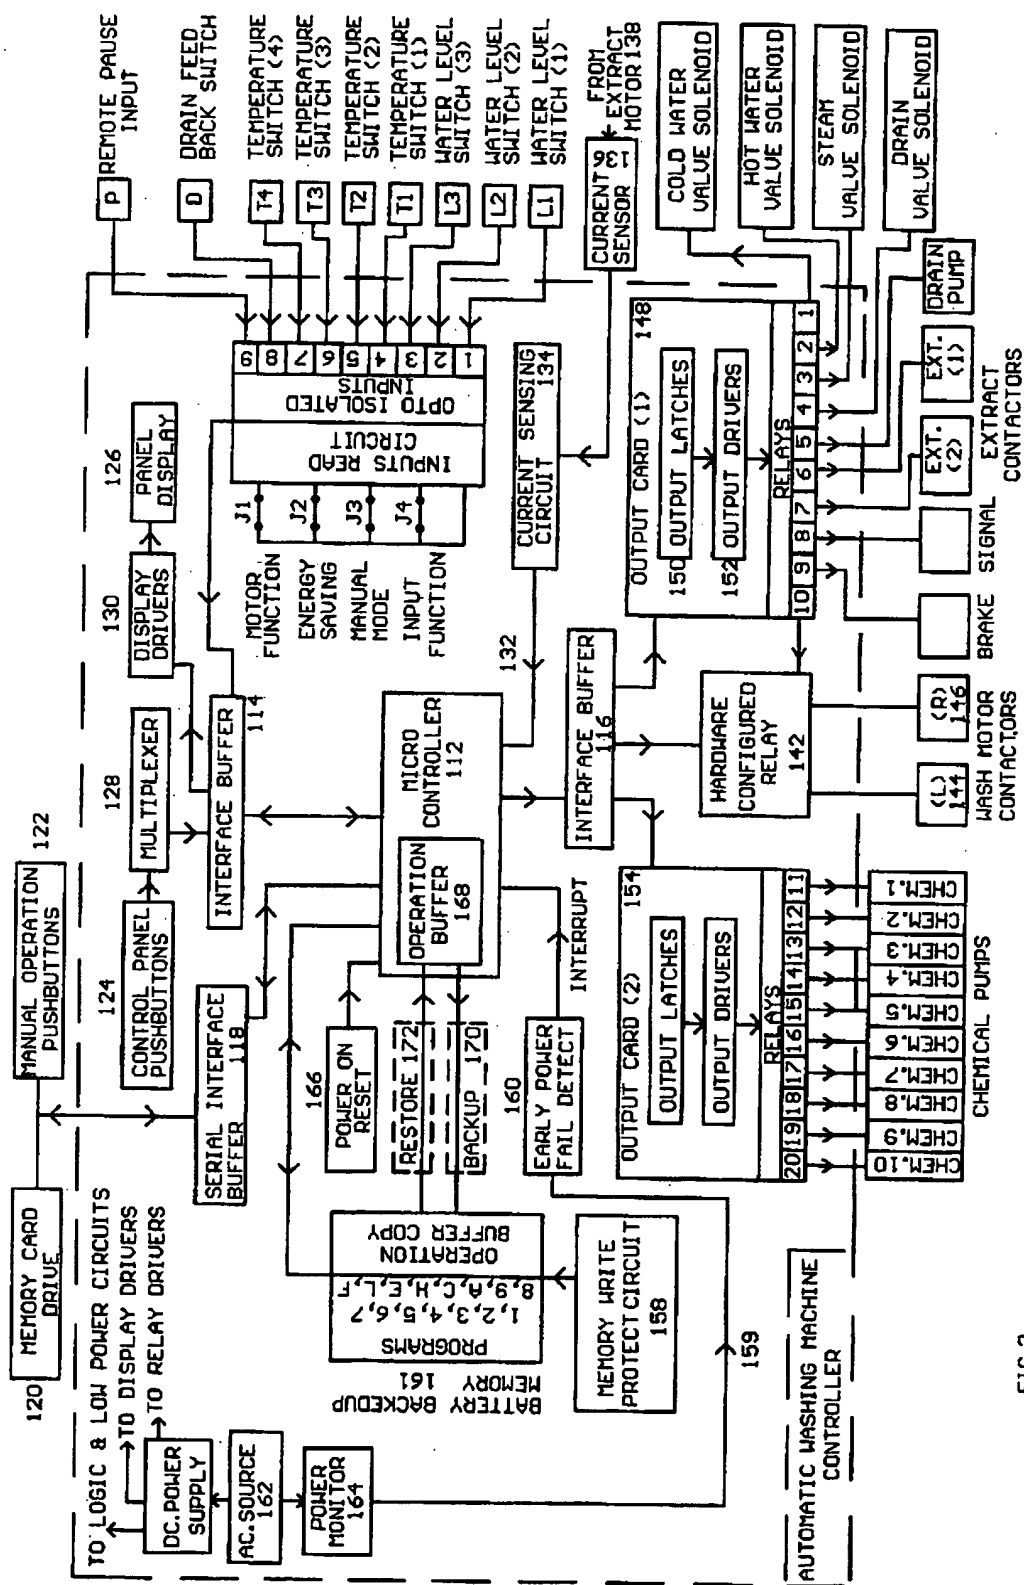 REMOTE PAUSE
INPUT
P
DRAIN FEED
BACK SWITCH
D
TEMPERATURE
SWITCH (4)
T4
TEMPERATURE
SWITCH (3)
T3
TEMPERATURE
SWITCH (2)
T2
TEMPERATURE
SWITCH (1)
T1
WATER LEVEL
SWITCH (3)
L3
WATER LEVEL
SWITCH (2)
L2
WATER LEVEL
SWITCH (1)
L1
FROM
EXTRACT
MOTOR 138
CURRENT
SENSOR 136
COLD WATER
VALVE SOLENOID
HOT WATER
VALVE SOLENOID
STEAM
VALVE SOLENOID
DRAIN
VALVE SOLENOID
DRAIN
PUMP
EXT.
(1)
EXT.
(2)
EXTRACT
CONTACTORS
SIGNAL
BRAKE
(R)
146
(L)
144
WASH MOTOR
CONTACTORS
126
PANEL
DISPLAY
130
DISPLAY
DRIVERS
128
MULTIPLEXER
122
MANUAL OPERATION
PUSHBUTTONS
124
CONTROL PANEL
PUSHBUTTONS
INTERFACE BUFFER
114
SERIAL INTERFACE
BUFFER 118
MEMORY CARD
DRIVE
120
9 8 7 6 5 4 3 2 1
OPTO ISOLATED
INPUTS
INPUTS READ
CIRCUIT
J1
J2
J3
J4
MOTOR
FUNCTION
ENERGY
SAVING
MANUAL
MODE
INPUT
FUNCTION
CURRENT SENSING
CIRCUIT 134
132
MICRO
CONTROLLER
112
OPERATION
BUFFER
168
INTERFACE BUFFER
116
OUTPUT CARD (1) 148
150 OUTPUT LATCHES
152 OUTPUT DRIVERS
RELAYS
10 9 8 7 6 5 4 3 2 1
HARDWARE
CONFIGURED
RELAY
142
166
POWER ON
RESET
RESTORE 172
BACKUP 170
160
EARLY POWER
FAIL DETECT
INTERRUPT
OUTPUT CARD (2) 154
OUTPUT LATCHES
OUTPUT DRIVERS
RELAYS
20 19 18 17 16 15 14 13 12 11
CHEM.1
CHEM.2
CHEM.3
CHEM.4
CHEM.5
CHEM.6
CHEM.7
CHEM.8
CHEM.9
CHEM.10
CHEMICAL PUMPS
OPERATION
BUFFER COPY
PROGRAMS
1,2,3,4,5,6,7
8,9,A,C,H,E,L,F
BATTERY BACKEDUP
MEMORY 161
MEMORY WRITE
PROTECT CIRCUIT
158
159
TO LOGIC & LOW POWER CIRCUITS
TO DISPLAY DRIVERS
TO RELAY DRIVERS
DC.POWER
SUPPLY
AC.SOURCE
162
POWER
MONITOR
164
AUTOMATIC WASHING MACHINE
CONTROLLER